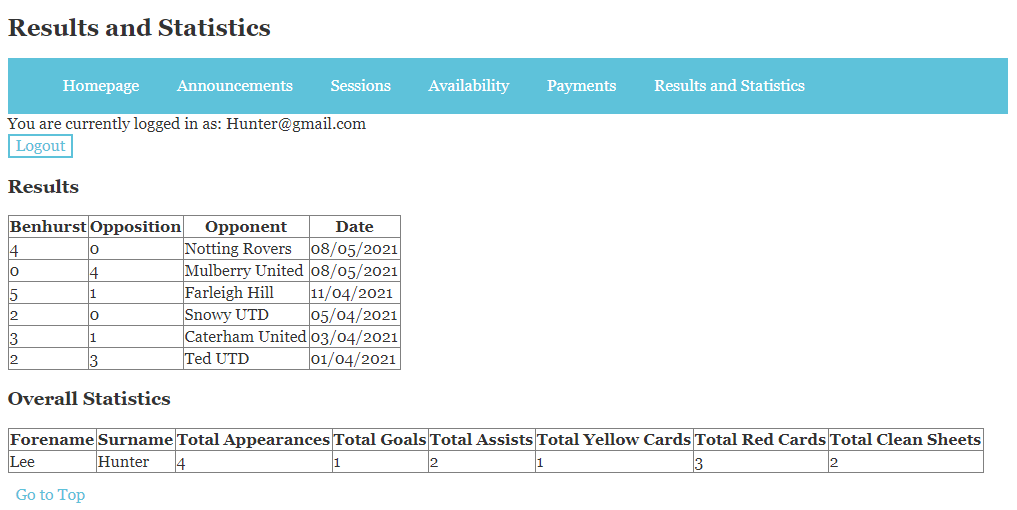 Results and Statistics
Homepage Announcements Sessions Availability Payments Results and Statistics
You are currently logged in as: Hunter@gmail.com
Logout
Results
Benhurst Opposition Opponent Date
4 0 Notting Rovers 08/05/2021
0 4 Mulberry United 08/05/2021
5 1 Farleigh Hill 11/04/2021
2 0 Snowy UTD 05/04/2021
3 1 Caterham United 03/04/2021
2 3 Ted UTD 01/04/2021
Overall Statistics
Forename Surname Total Appearances Total Goals Total Assists Total Yellow Cards Total Red Cards Total Clean Sheets
Lee Hunter 4 1 2 1 3 2
Go to Top